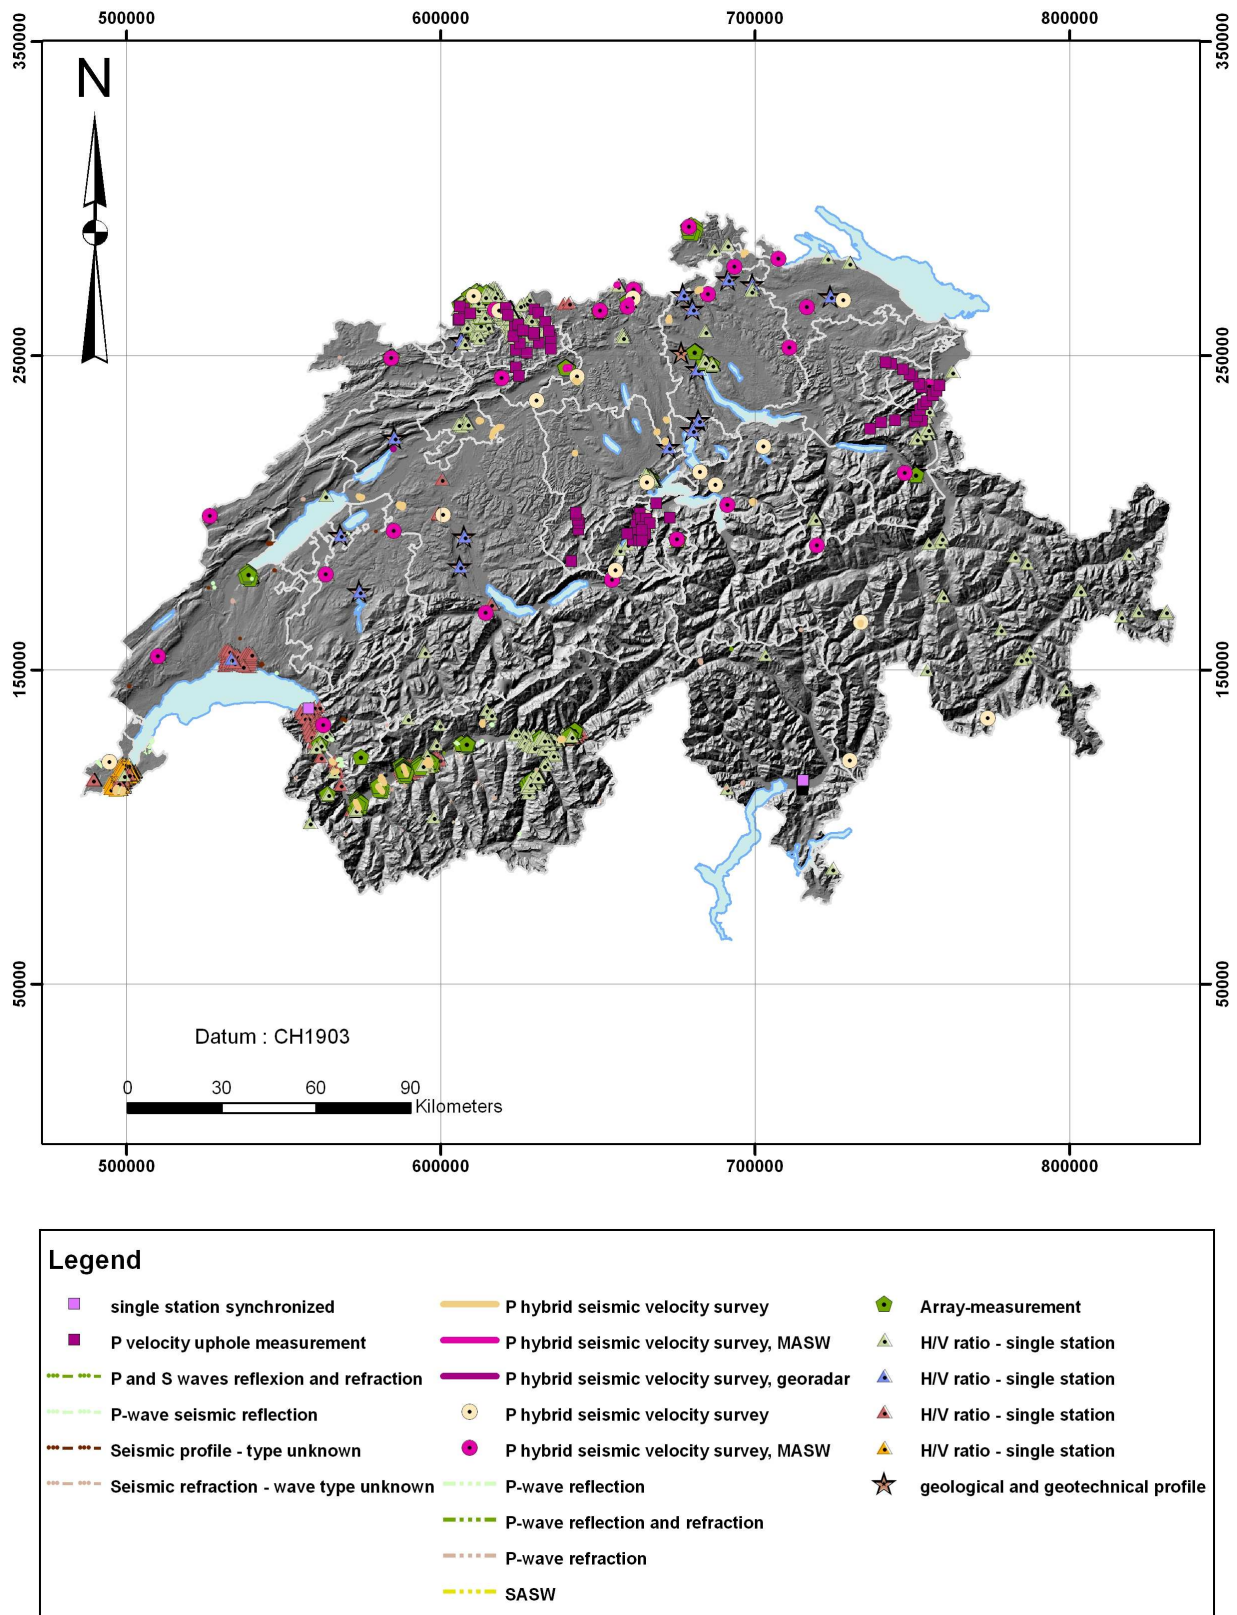 500000 600000 700000 800000
350000 350000
N
250000 250000
150000 150000
50000 50000
Datum : CH1903
0 30 60 90
Kilometers
500000 600000 700000 800000
Legend
single station synchronized
P velocity uphole measurement
P and S waves reflexion and refraction
P-wave seismic reflection
Seismic profile - type unknown
Seismic refraction - wave type unknown
P hybrid seismic velocity survey
P hybrid seismic velocity survey, MASW
P hybrid seismic velocity survey, georadar
P hybrid seismic velocity survey
P hybrid seismic velocity survey, MASW
P-wave reflection
P-wave reflection and refraction
P-wave refraction
SASW
Array-measurement
H/V ratio - single station
H/V ratio - single station
H/V ratio - single station
H/V ratio - single station
geological and geotechnical profile